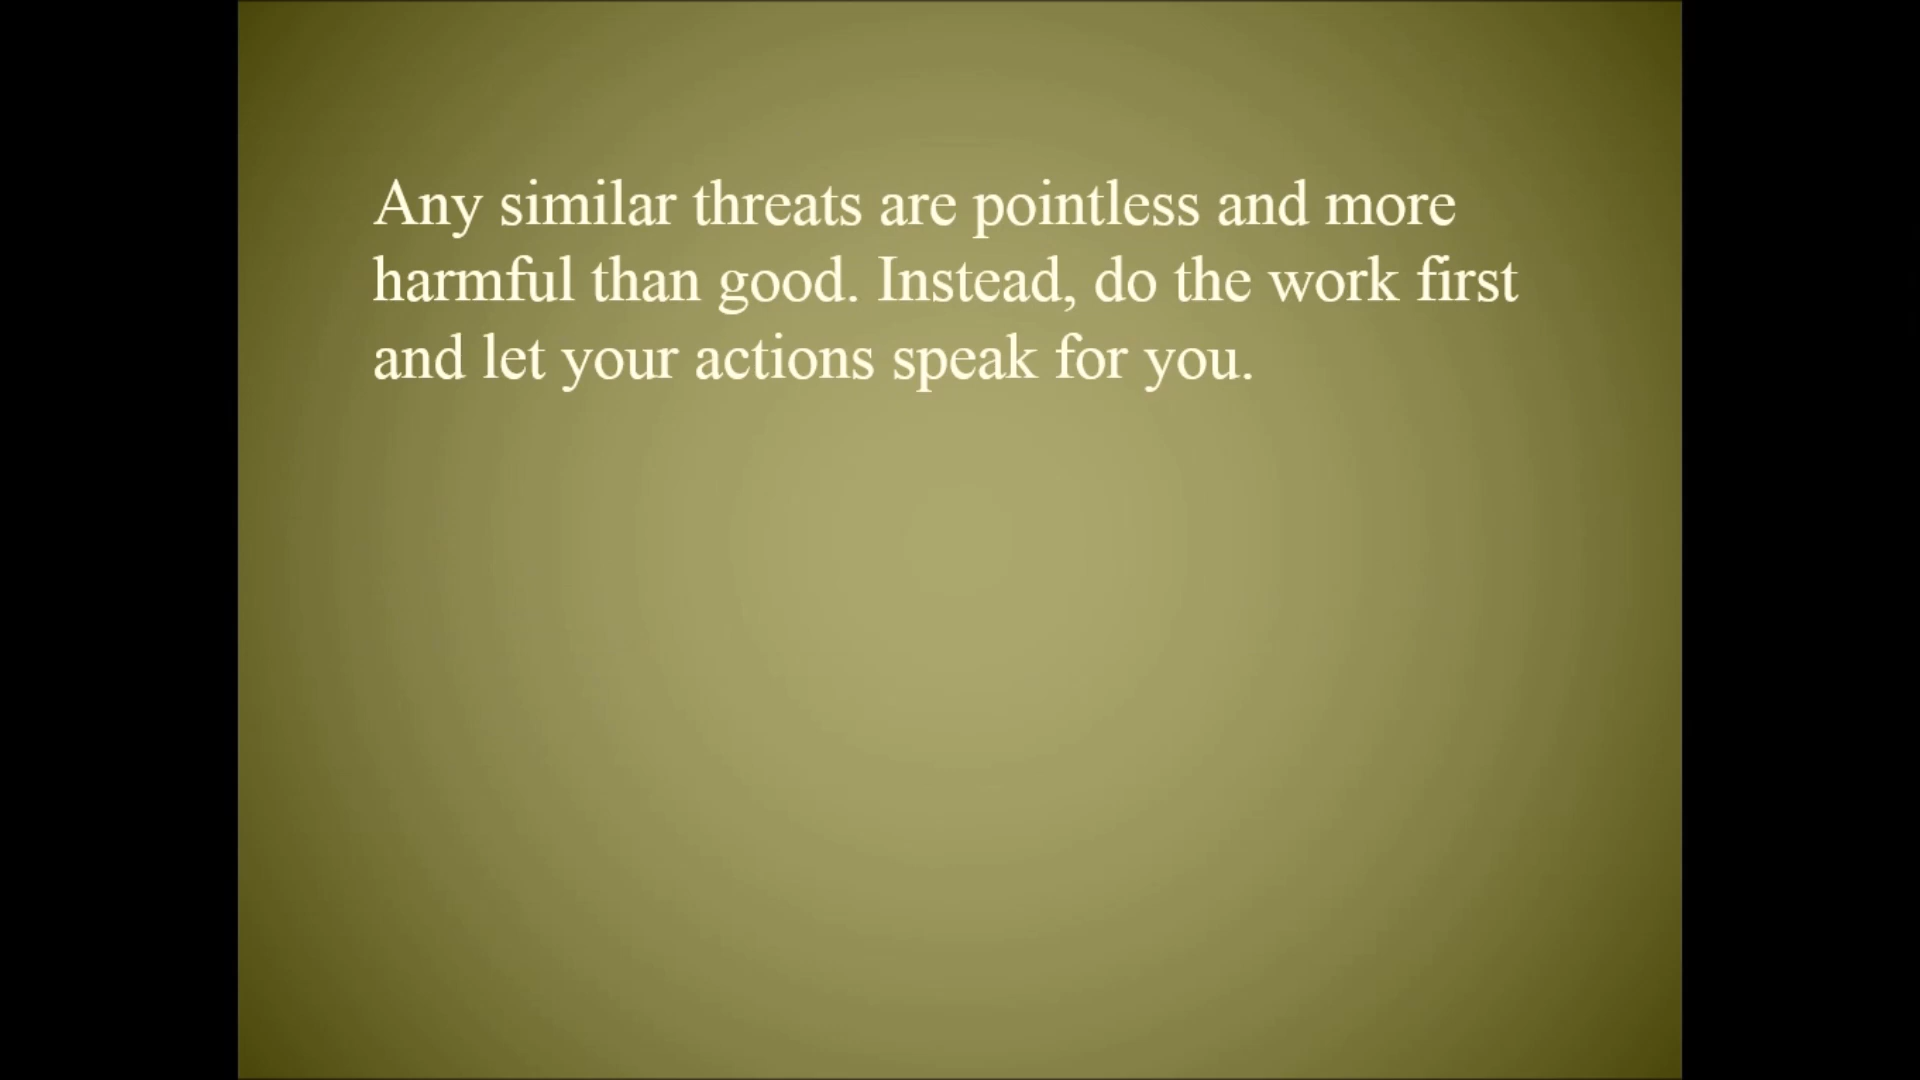 Any similar threats are pointless and more
harmful than good. Instead, do the work first
and let your actions speak for you.